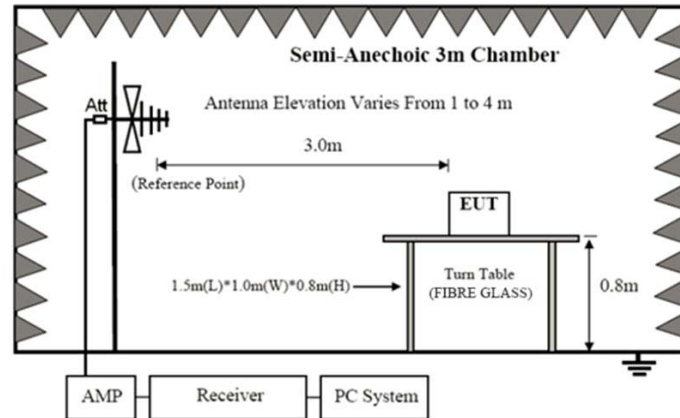 Semi-Anechoic 3m Chamber
Att
Antenna Elevation Varies From 1 to 4 m
3.0m
(Reference Point)
EUT
1.5m(L)*1.0m(W)*0.8m(H)
Turn Table
(FIBRE GLASS)
0.8m
AMP
Receiver
PC System